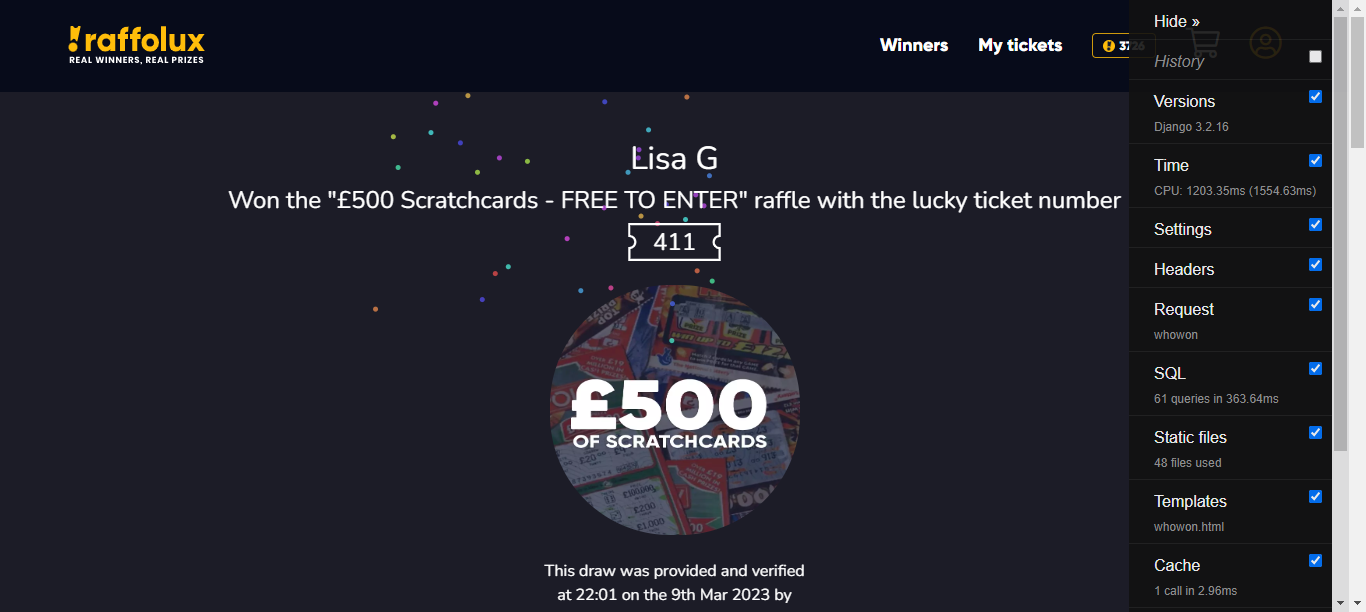 raffolux
REAL WINNERS, REAL PRIZES
Winners
My tickets
3726
Lisa G
Won the "£500 Scratchcards - FREE TO ENTER" raffle with the lucky ticket number
411
£500
OF SCRATCHCARDS
This draw was provided and verified
at 22:01 on the 9th Mar 2023 by
Hide »
History
Versions
Django 3.2.16
Time
CPU: 1203.35ms (1554.63ms)
Settings
Headers
Request
whowon
SQL
61 queries in 363.64ms
Static files
48 files used
Templates
whowon.html
Cache
1 call in 2.96ms